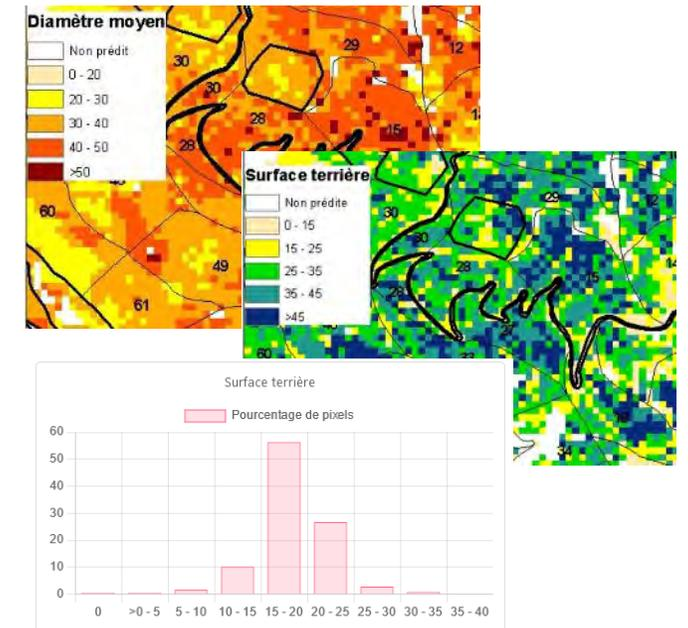 Diamètre moyen
Non prédit
0 - 20
20 - 30
30 - 40
40 - 50
>50
30
29
12
30
28
28
15
60
49
61
Surface terrière
Non prédite
0 - 15
15 - 25
25 - 35
35 - 45
>45
30
29
30
28
28
15
60
34
Surface terrière
Pourcentage de pixels
60
50
40
30
20
10
0
0
>0 - 5
5 - 10
10 - 15
15 - 20
20 - 25
25 - 30
30 - 35
35 - 40